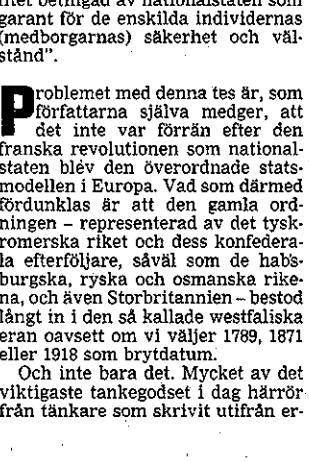 ritet betingad av nationalstaten som
garant för de enskilda individernas
(medborgarnas) säkerhet och väl-
stånd”.
Problemet med denna tes är, som
författarna själva medger, att
det inte var förrän efter den
franska revolutionen som national-
staten blev den överordnade stats-
modellen i Europa. Vad som därmed
fördunklas är att den gamla ord-
ningen – representerad av det tysk-
romerska riket och dess konfedera-
la efterföljare, såväl som de habs-
burgska, ryska och osmanska rike-
na, och även Storbritannien – bestod
långt in i den så kallade westfaliska
eran oavsett om vi väljer 1789, 1871
eller 1918 som brytdatum.
Och inte bara det. Mycket av det
viktigaste tankegodset i dag härrör
från tänkare som skrivit utifrån er-